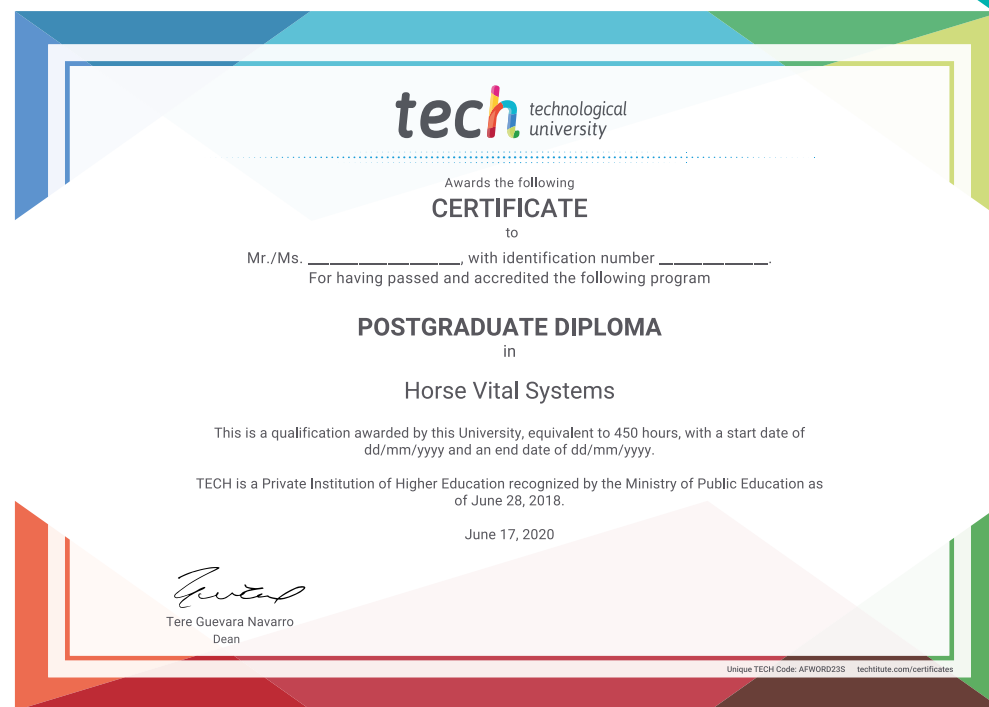 tech technological
university
Awards the following
CERTIFICATE
to
Mr./Ms. ____________________, with identification number ______________.
For having passed and accredited the following program
POSTGRADUATE DIPLOMA
in
Horse Vital Systems
This is a qualification awarded by this University, equivalent to 450 hours, with a start date of
dd/mm/yyyy and an end date of dd/mm/yyyy.
TECH is a Private Institution of Higher Education recognized by the Ministry of Public Education as
of June 28, 2018.
June 17, 2020
Tere Guevara Navarro
Dean
Unique TECH Code: AFWORD23S techtitute.com/certificates